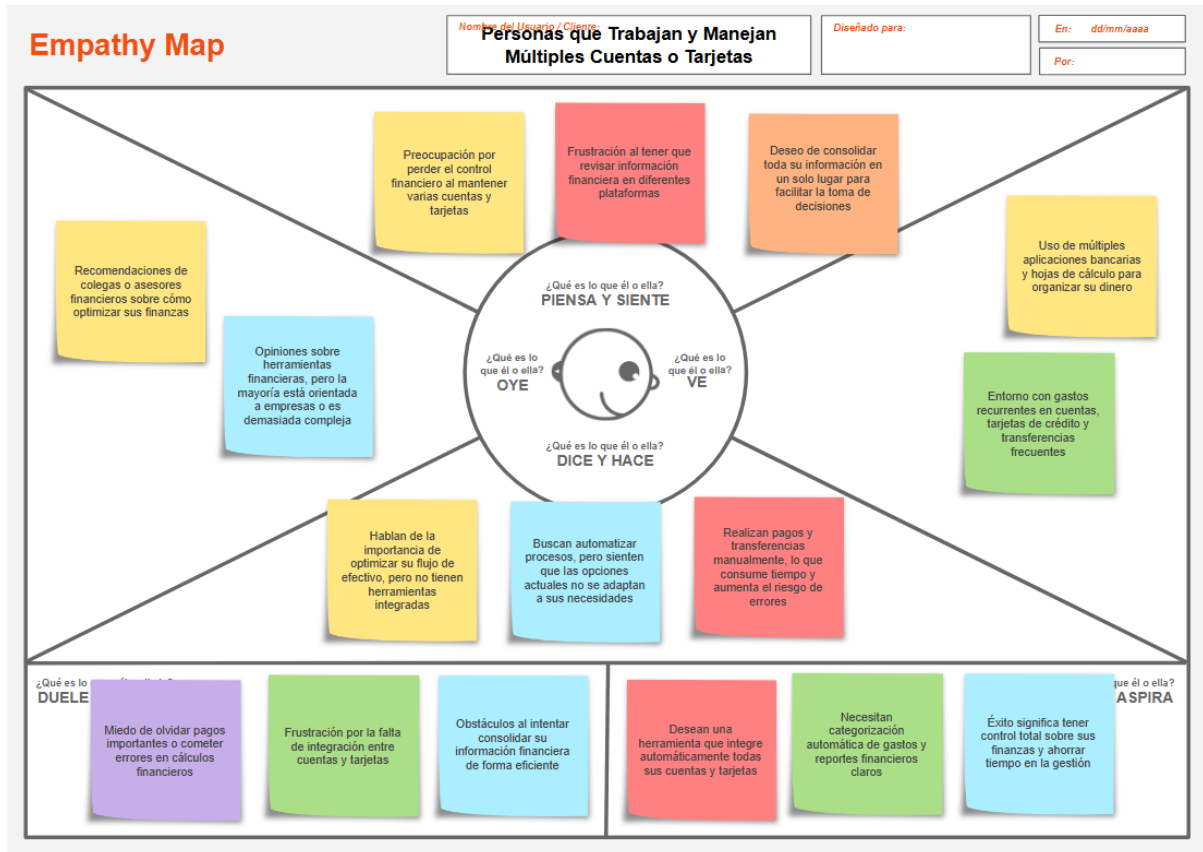 Empathy Map
Nombre del Usuario / Cliente:
Personas que Trabajan y Manejan
Múltiples Cuentas o Tarjetas
Diseñado para:
En: dd/mm/aaaa
Por:
Preocupación por
perder el control
financiero al mantener
varias cuentas y
tarjetas
Frustración al tener que
revisar información
financiera en diferentes
plataformas
Deseo de consolidar
toda su información en
un solo lugar para
facilitar la toma de
decisiones
Recomendaciones de
colegas o asesores
financieros sobre cómo
optimizar sus finanzas
Opiniones sobre
herramientas
financieras, pero la
mayoría está orientada
a empresas o es
demasiada compleja
Uso de múltiples
aplicaciones bancarias
y hojas de cálculo para
organizar su dinero
Entorno con gastos
recurrentes en cuentas,
tarjetas de crédito y
transferencias
frecuentes
¿Qué es lo que él o ella?
PIENSA Y SIENTE
¿Qué es lo
que él o ella?
OYE
¿Qué es lo
que él o ella?
VE
¿Qué es lo que él o ella?
DICE Y HACE
Hablan de la
importancia de
optimizar su flujo de
efectivo, pero no tienen
herramientas
integradas
Buscan automatizar
procesos, pero sienten
que las opciones
actuales no se adaptan
a sus necesidades
Realizan pagos y
transferencias
manualmente, lo que
consume tiempo y
aumenta el riesgo de
errores
¿Qué es lo
DUELE
Miedo de olvidar pagos
importantes o cometer
errores en cálculos
financieros
Frustración por la falta
de integración entre
cuentas y tarjetas
Obstáculos al intentar
consolidar su
información financiera
de forma eficiente
que él o ella?
ASPIRA
Desean una
herramienta que integre
automáticamente todas
sus cuentas y tarjetas
Necesitan
categorización
automática de gastos y
reportes financieros
claros
Éxito significa tener
control total sobre sus
finanzas y ahorrar
tiempo en la gestión